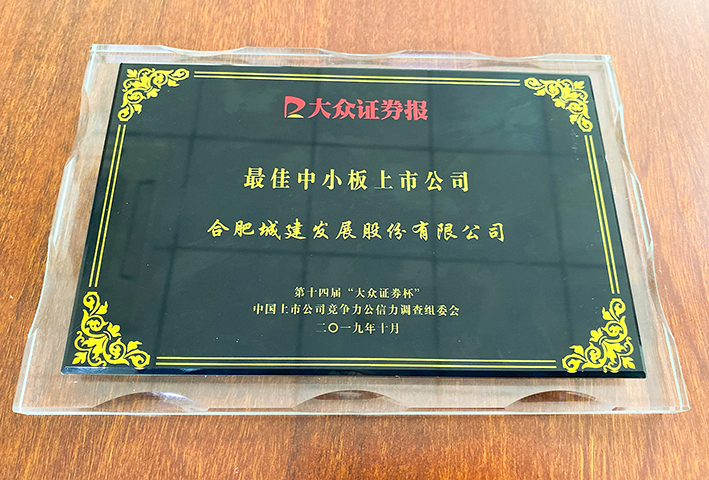 大众证券报
最佳中小板上市公司
合肥城建发展股份有限公司
第十四届“大众证券杯”
中国上市公司竞争力公信力调查组委会
二〇一九年十月